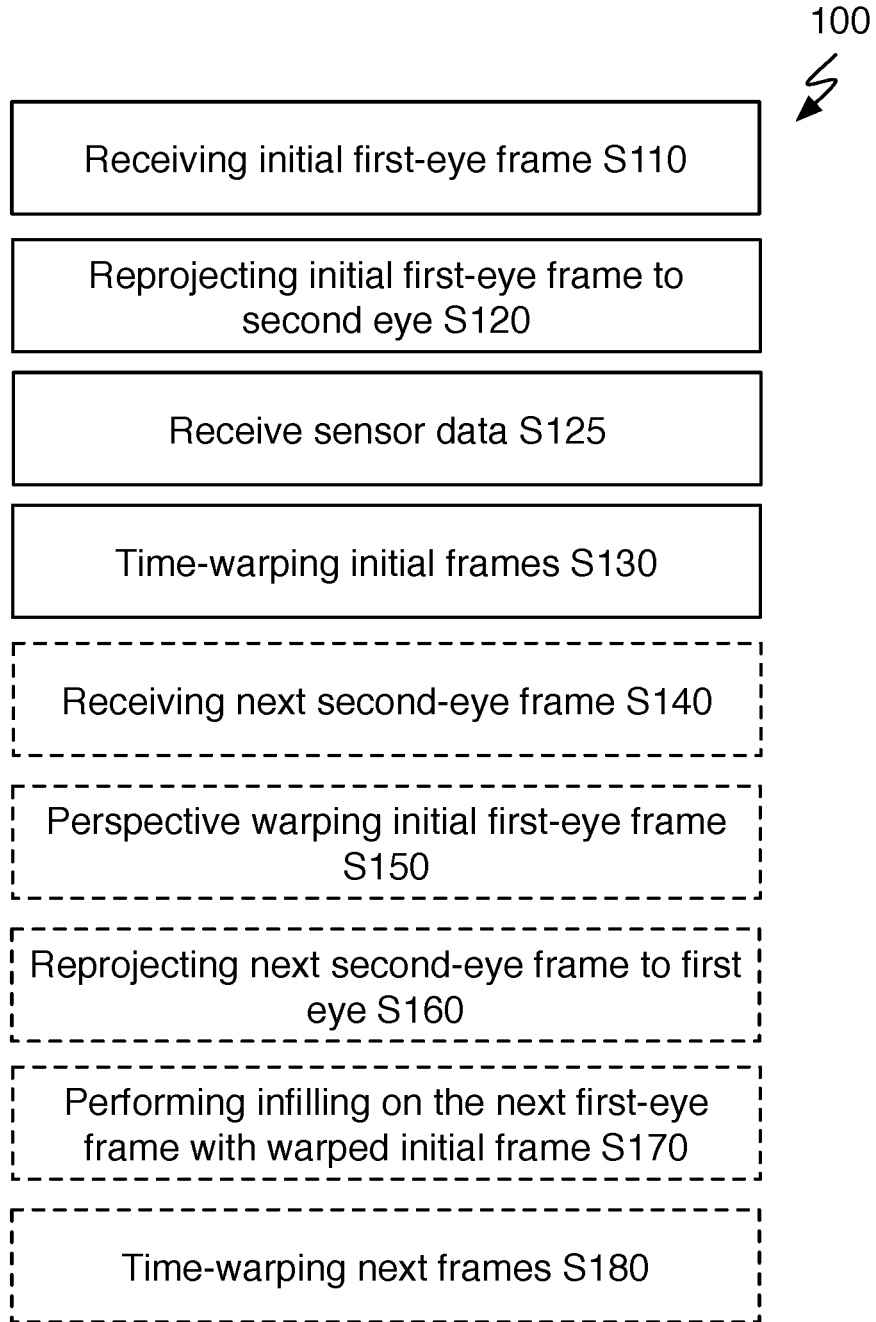 100
Receiving initial first-eye frame S110
Reprojecting initial first-eye frame to
second eye S120
Receive sensor data S125
Time-warping initial frames S130
Receiving next second-eye frame S140
Perspective warping initial first-eye frame
S150
Reprojecting next second-eye frame to first
eye S160
Performing infilling on the next first-eye
frame with warped initial frame S170
Time-warping next frames S180